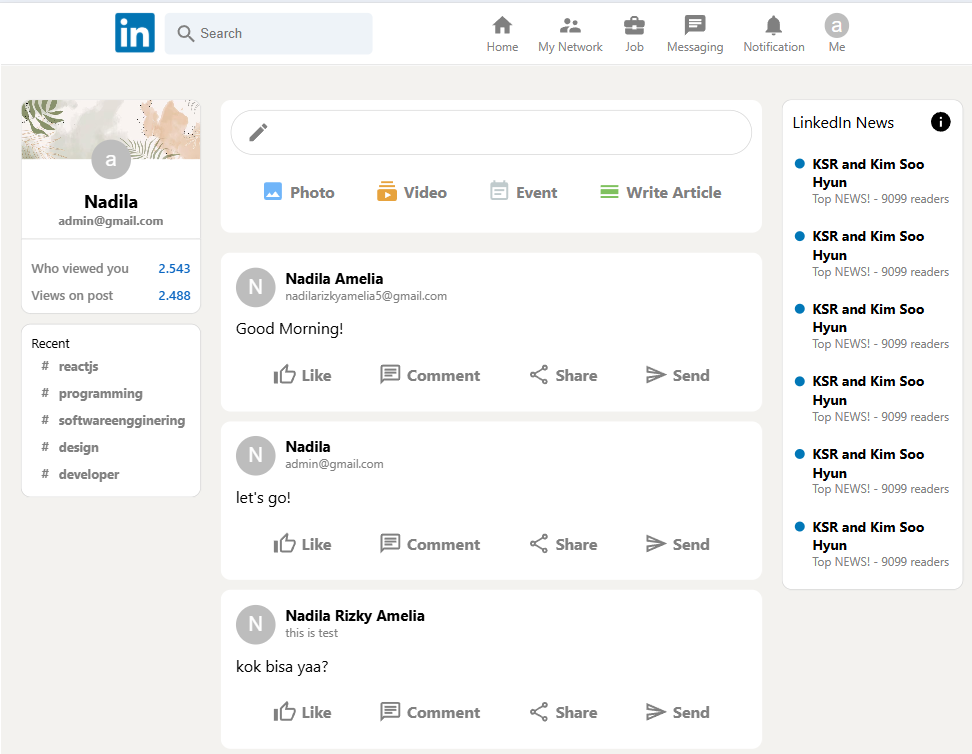 in
Search
Home
My Network
Job
Messaging
Notification
a
Me
a
Nadila
admin@gmail.com
Who viewed you 2.543
Views on post 2.488
Recent
# reactjs
# programming
# softwareengginering
# design
# developer
Photo
Video
Event
Write Article
N
Nadila Amelia
nadilarizkyamelia5@gmail.com
Good Morning!
Like
Comment
Share
Send
N
Nadila
admin@gmail.com
let's go!
Like
Comment
Share
Send
N
Nadila Rizky Amelia
this is test
kok bisa yaa?
Like
Comment
Share
Send
LinkedIn News
KSR and Kim Soo
Hyun
Top NEWS! - 9099 readers
KSR and Kim Soo
Hyun
Top NEWS! - 9099 readers
KSR and Kim Soo
Hyun
Top NEWS! - 9099 readers
KSR and Kim Soo
Hyun
Top NEWS! - 9099 readers
KSR and Kim Soo
Hyun
Top NEWS! - 9099 readers
KSR and Kim Soo
Hyun
Top NEWS! - 9099 readers